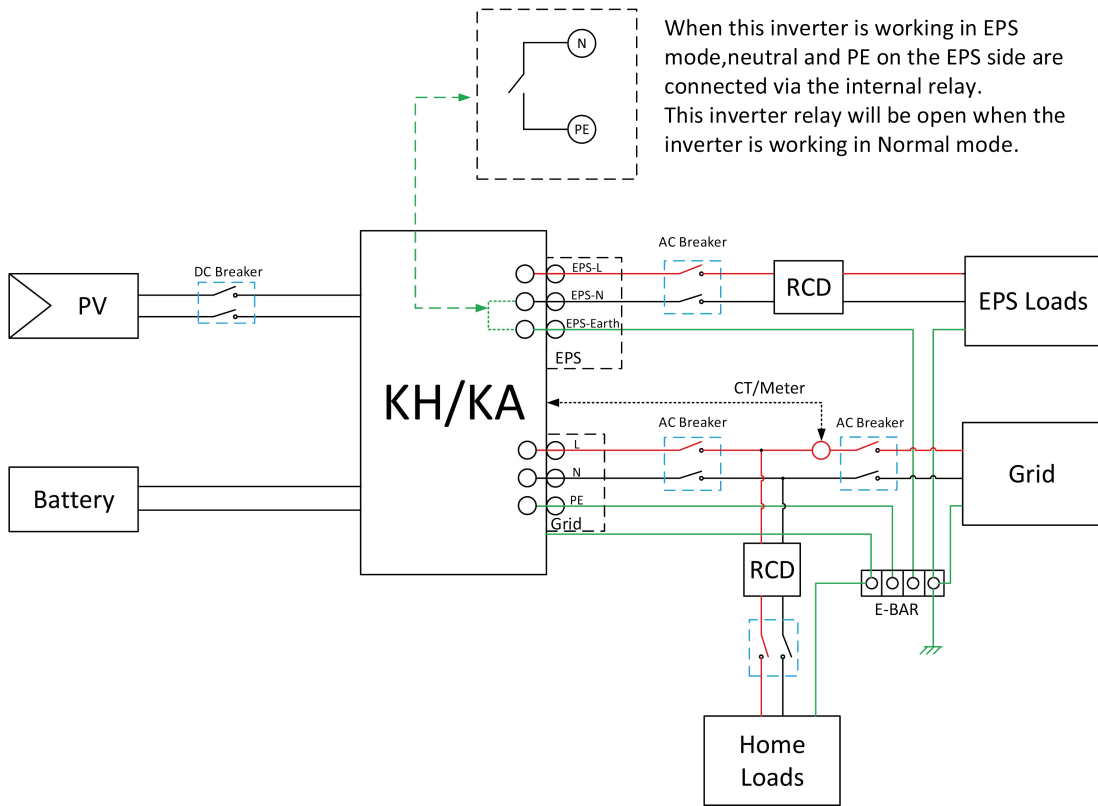 N
PE
When this inverter is working in EPS
mode,neutral and PE on the EPS side are
connected via the internal relay.
This inverter relay will be open when the
inverter is working in Normal mode.
DC Breaker
PV
Battery
KH/KA
EPS-L
EPS-N
EPS-Earth
EPS
AC Breaker
RCD
EPS Loads
CT/Meter
AC Breaker
AC Breaker
L
N
PE
Grid
Grid
RCD
E-BAR
Home
Loads